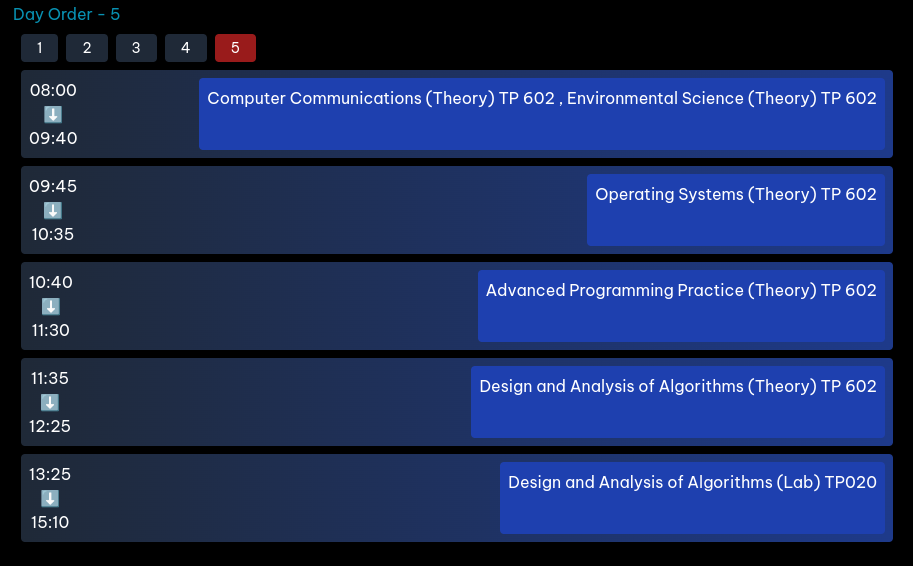 Day Order - 5
1 2 3 4 5
08:00
⬇️
09:40
Computer Communications (Theory) TP 602 , Environmental Science (Theory) TP 602
09:45
⬇️
10:35
Operating Systems (Theory) TP 602
10:40
⬇️
11:30
Advanced Programming Practice (Theory) TP 602
11:35
⬇️
12:25
Design and Analysis of Algorithms (Theory) TP 602
13:25
⬇️
15:10
Design and Analysis of Algorithms (Lab) TP020